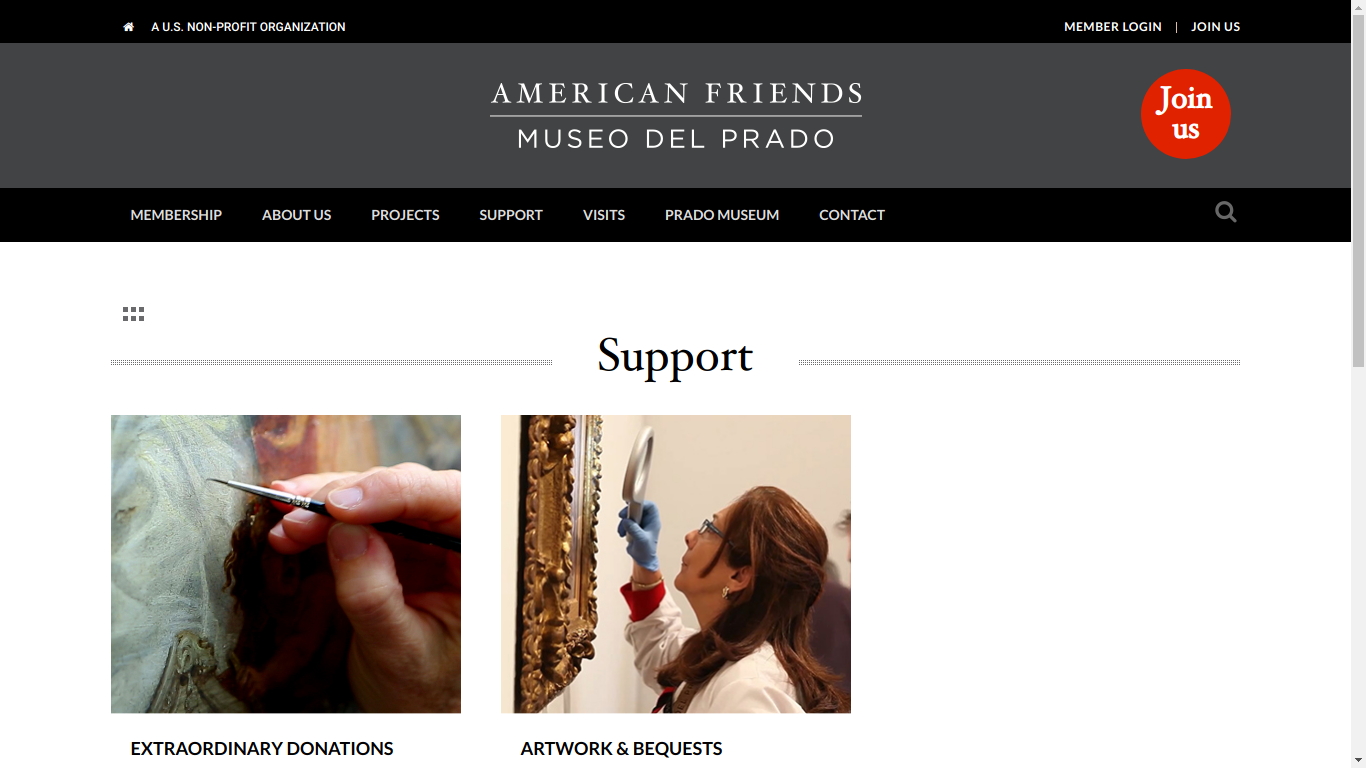 A U.S. NON-PROFIT ORGANIZATION
MEMBER LOGIN | JOIN US
AMERICAN FRIENDS
MUSEO DEL PRADO
Join
us
MEMBERSHIP ABOUT US PROJECTS SUPPORT VISITS PRADO MUSEUM CONTACT
Support
EXTRAORDINARY DONATIONS
ARTWORK & BEQUESTS